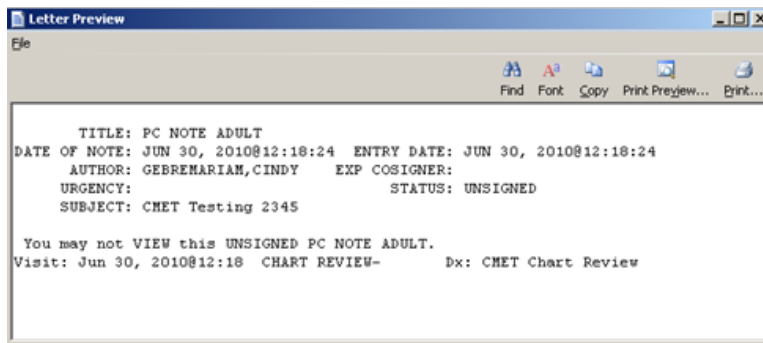 Letter Preview
File
Find Font Copy Print Preview... Print...
TITLE: PC NOTE ADULT
DATE OF NOTE: JUN 30, 2010@12:18:24 ENTRY DATE: JUN 30, 2010@12:18:24
AUTHOR: GEBREMARIAM,CINDY EXP COSIGNER:
URGENCY: STATUS: UNSIGNED
SUBJECT: CMET Testing 2345
You may not VIEW this UNSIGNED PC NOTE ADULT.
Visit: Jun 30, 2010@12:18 CHART REVIEW- Dx: CMET Chart Review